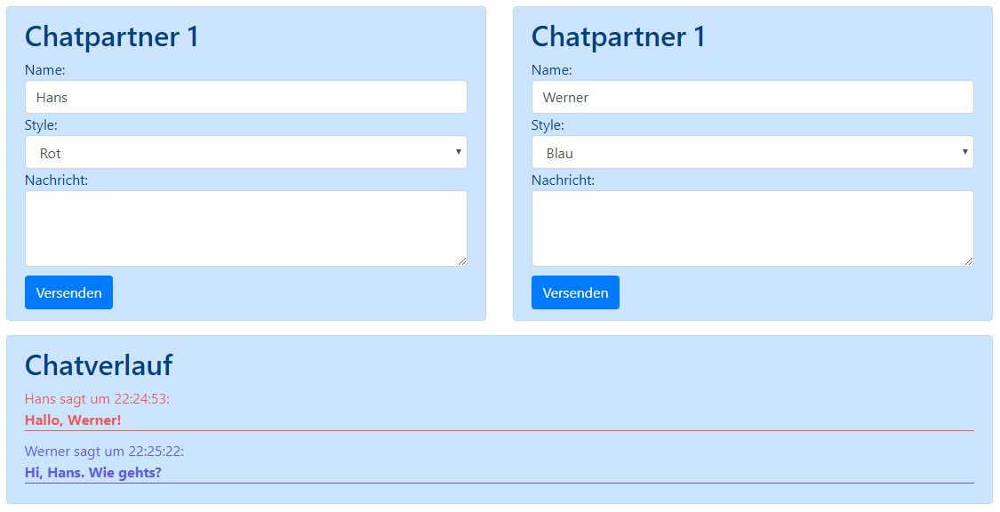 Chatpartner 1
Name:
Hans
Style:
Rot
Nachricht:
Versenden
Chatpartner 1
Name:
Werner
Style:
Blau
Nachricht:
Versenden
Chatverlauf
Hans sagt um 22:24:53:
Hallo, Werner!
Werner sagt um 22:25:22:
Hi, Hans. Wie gehts?